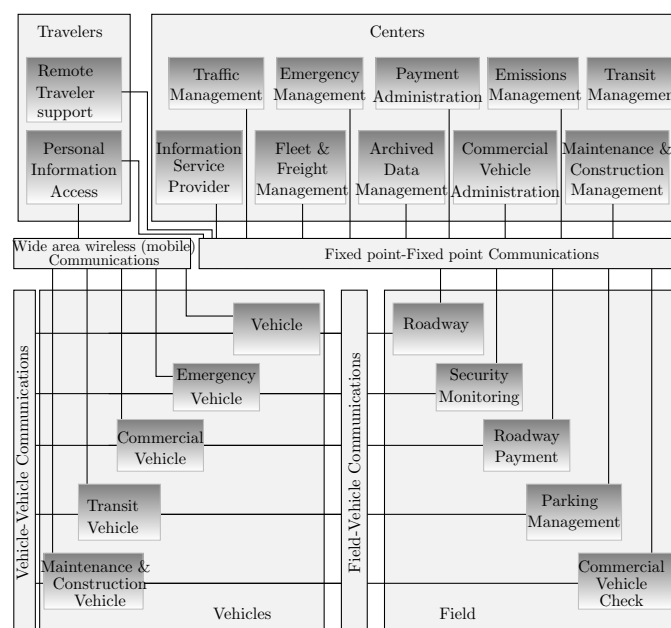 Travelers
Remote
Traveler
support
Personal
Information
Access
Centers
Traffic
Management
Emergency
Management
Payment
Administration
Emissions
Management
Transit
Management
Information
Service
Provider
Fleet &
Freight
Management
Archived
Data
Management
Commercial
Vehicle
Administration
Maintenance &
Construction
Management
Wide area wireless (mobile)
Communications
Fixed point-Fixed point Communications
Vehicle-Vehicle Communications
Vehicle
Emergency
Vehicle
Commercial
Vehicle
Transit
Vehicle
Maintenance &
Construction
Vehicle
Vehicles
Field-Vehicle Communications
Roadway
Security
Monitoring
Roadway
Payment
Parking
Management
Commercial
Vehicle
Check
Field